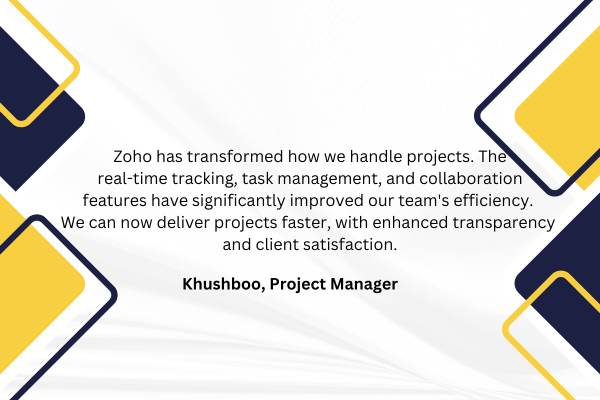 Zoho has transformed how we handle projects. The
real-time tracking, task management, and collaboration
features have significantly improved our team's efficiency.
We can now deliver projects faster, with enhanced transparency
and client satisfaction.
Khushboo, Project Manager